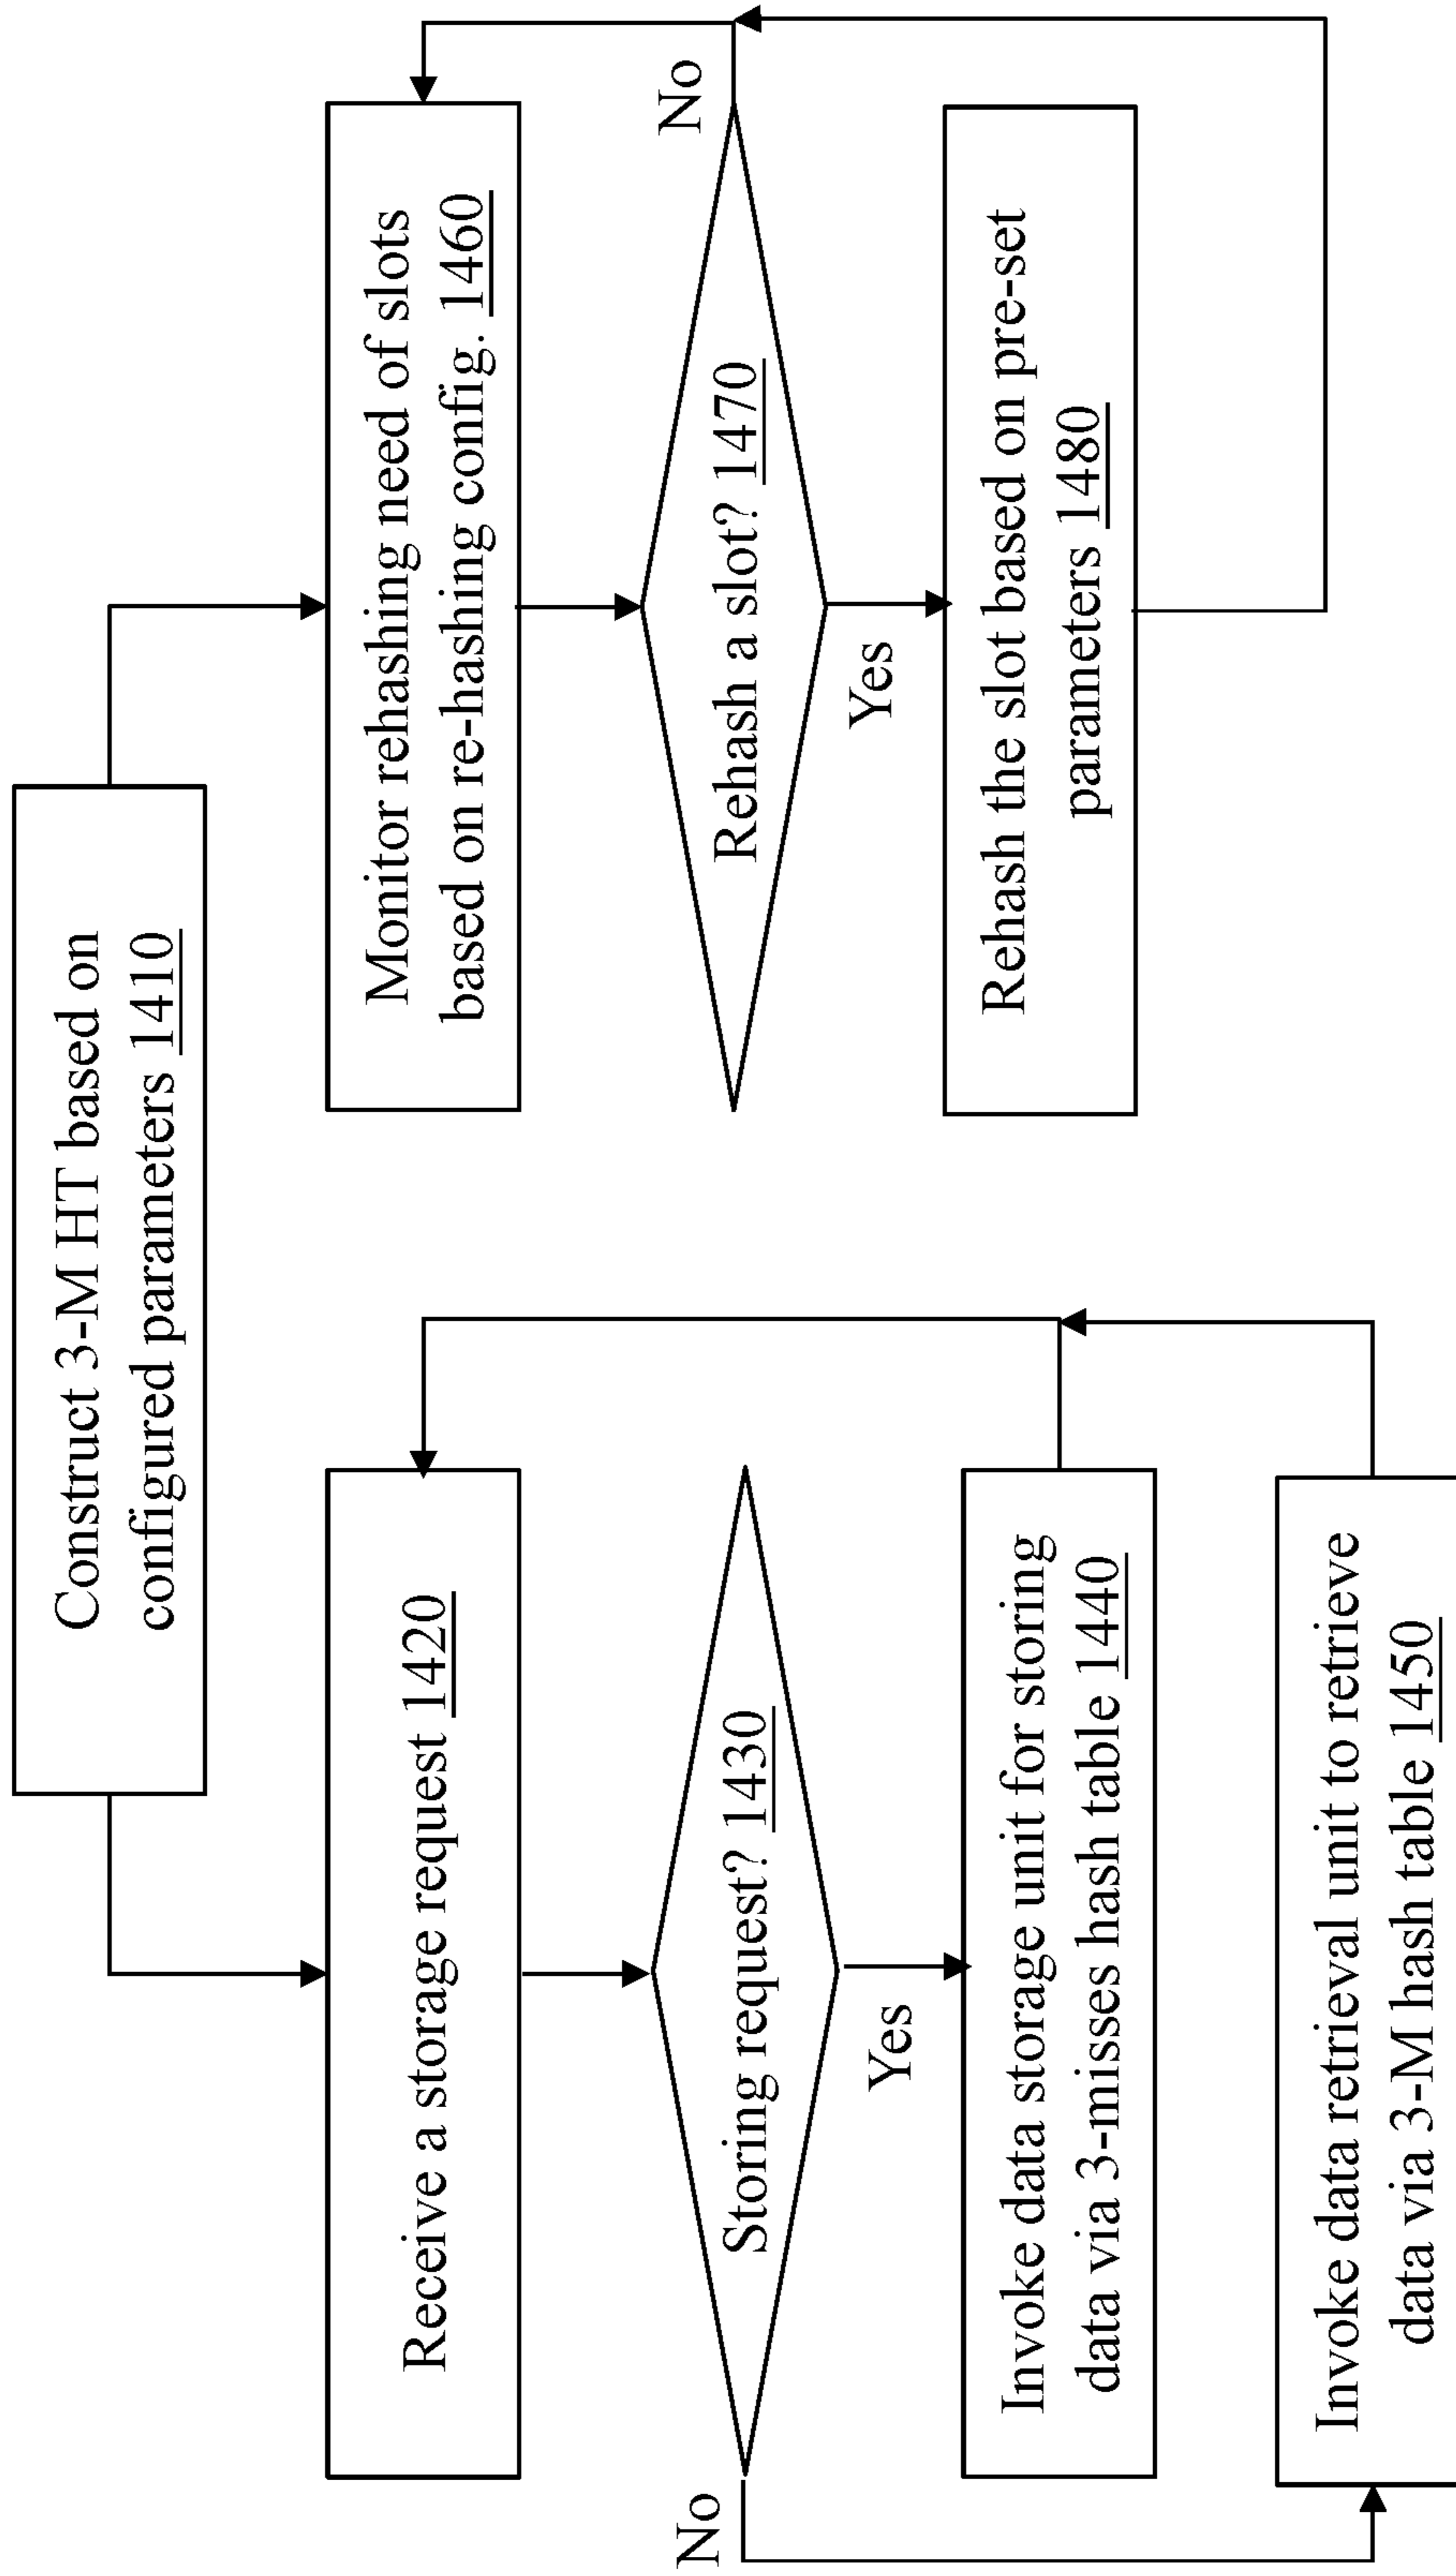 Construct 3-M HT based on
configured parameters 1410
Receive a storage request 1420
Storing request? 1430
No
Yes
Invoke data storage unit for storing
data via 3-misses hash table 1440
Invoke data retrieval unit to retrieve
data via 3-M hash table 1450
Monitor rehashing need of slots
based on re-hashing config. 1460
Rehash a slot? 1470
No
Yes
Rehash the slot based on pre-set
parameters 1480